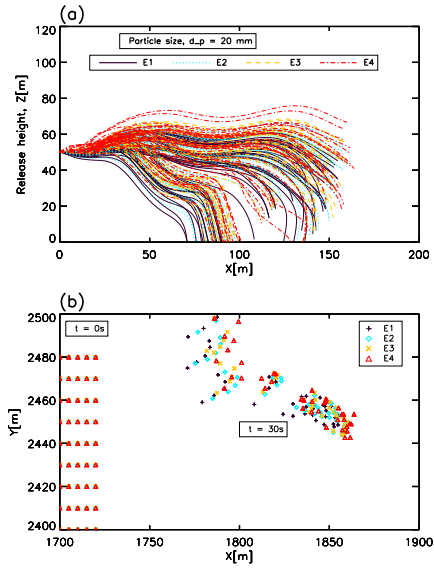 (a)
120
100
80
60
40
20
0
Release height, Z[m]
Particle size, d_p = 20 mm
E1 E2 E3 E4
0 50 100 150 200
X[m]
(b)
2500
2480
2460
2440
2420
2400
Y[m]
t = 0s
E1
E2
E3
E4
t = 30s
1700 1750 1800 1850 1900
X[m]